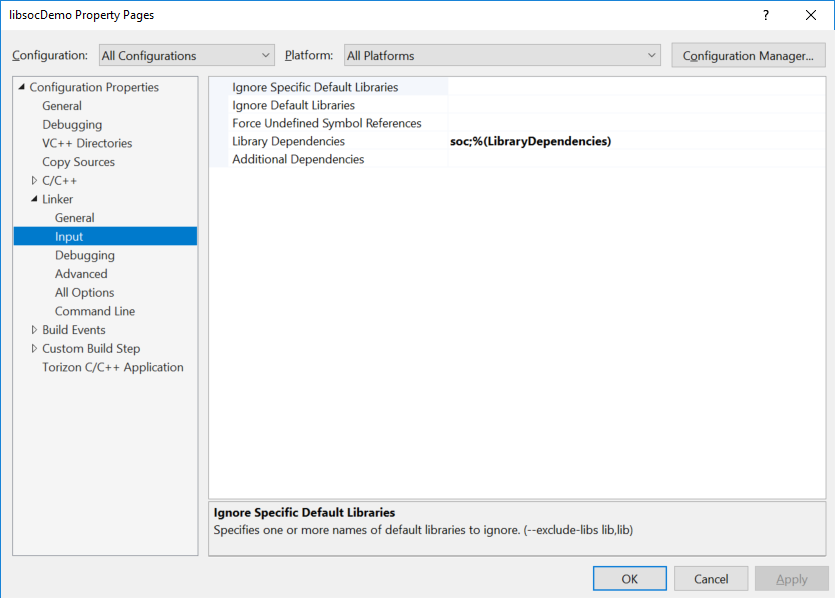 libsocDemo Property Pages
?
Configuration: All Configurations Platform: All Platforms Configuration Manager...
Configuration Properties
General
Debugging
VC++ Directories
Copy Sources
C/C++
Linker
General
Input
Debugging
Advanced
All Options
Command Line
Build Events
Custom Build Step
Torizon C/C++ Application
Ignore Specific Default Libraries
Ignore Default Libraries
Force Undefined Symbol References
Library Dependencies soc;%(LibraryDependencies)
Additional Dependencies
Ignore Specific Default Libraries
Specifies one or more names of default libraries to ignore. (--exclude-libs lib,lib)
OK Cancel Apply